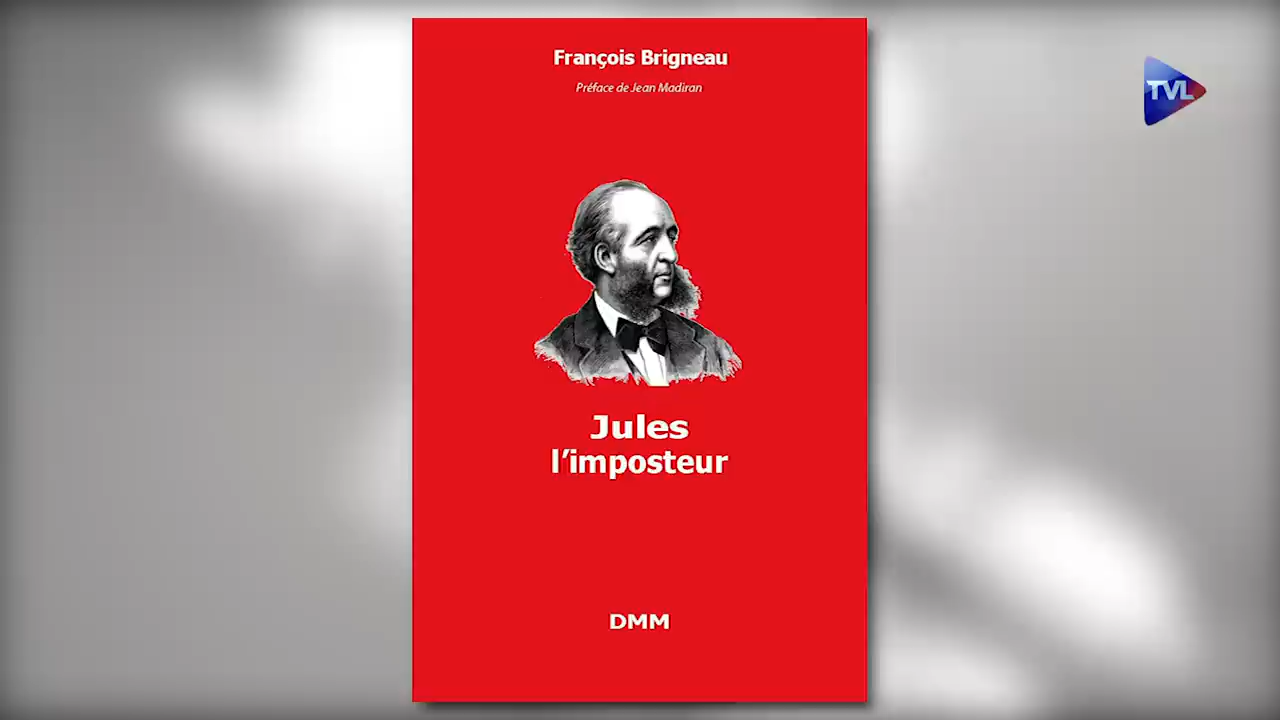 François Brigneau
Préface de Jean Madiran
TVL
Jules
l'imposteur
DMM